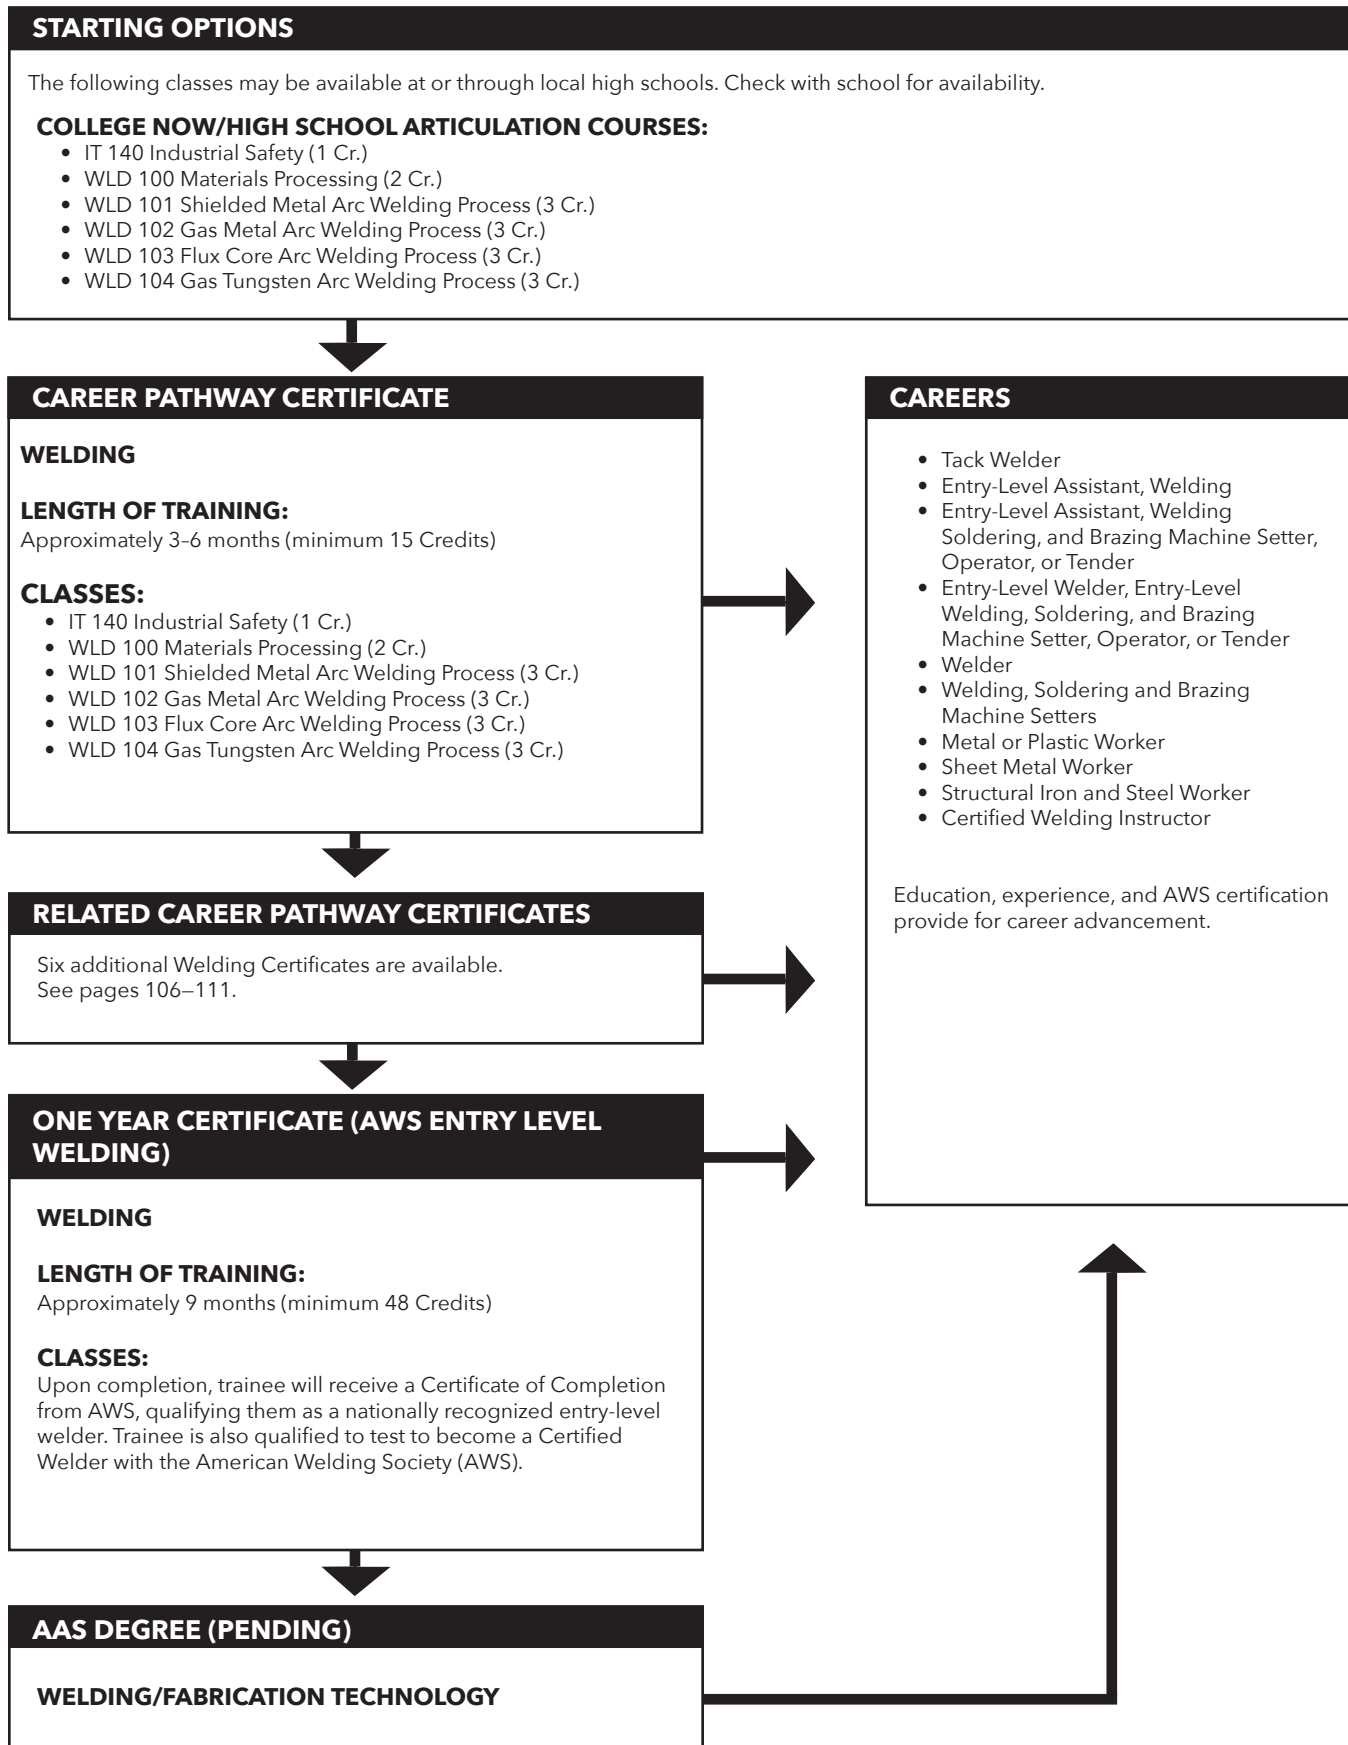 STARTING OPTIONS
The following classes may be available at or through local high schools. Check with school for availability.
COLLEGE NOW/HIGH SCHOOL ARTICULATION COURSES:
• IT 140 Industrial Safety (1 Cr.)
• WLD 100 Materials Processing (2 Cr.)
• WLD 101 Shielded Metal Arc Welding Process (3 Cr.)
• WLD 102 Gas Metal Arc Welding Process (3 Cr.)
• WLD 103 Flux Core Arc Welding Process (3 Cr.)
• WLD 104 Gas Tungsten Arc Welding Process (3 Cr.)
CAREER PATHWAY CERTIFICATE
WELDING
LENGTH OF TRAINING:
Approximately 3–6 months (minimum 15 Credits)
CLASSES:
• IT 140 Industrial Safety (1 Cr.)
• WLD 100 Materials Processing (2 Cr.)
• WLD 101 Shielded Metal Arc Welding Process (3 Cr.)
• WLD 102 Gas Metal Arc Welding Process (3 Cr.)
• WLD 103 Flux Core Arc Welding Process (3 Cr.)
• WLD 104 Gas Tungsten Arc Welding Process (3 Cr.)
RELATED CAREER PATHWAY CERTIFICATES
Six additional Welding Certificates are available.
See pages 106—111.
ONE YEAR CERTIFICATE (AWS ENTRY LEVEL
WELDING)
WELDING
LENGTH OF TRAINING:
Approximately 9 months (minimum 48 Credits)
CLASSES:
Upon completion, trainee will receive a Certificate of Completion
from AWS, qualifying them as a nationally recognized entry-level
welder. Trainee is also qualified to test to become a Certified
Welder with the American Welding Society (AWS).
AAS DEGREE (PENDING)
WELDING/FABRICATION TECHNOLOGY
CAREERS
• Tack Welder
• Entry-Level Assistant, Welding
• Entry-Level Assistant, Welding
Soldering, and Brazing Machine Setter,
Operator, or Tender
• Entry-Level Welder, Entry-Level
Welding, Soldering, and Brazing
Machine Setter, Operator, or Tender
• Welder
• Welding, Soldering and Brazing
Machine Setters
• Metal or Plastic Worker
• Sheet Metal Worker
• Structural Iron and Steel Worker
• Certified Welding Instructor
Education, experience, and AWS certification
provide for career advancement.